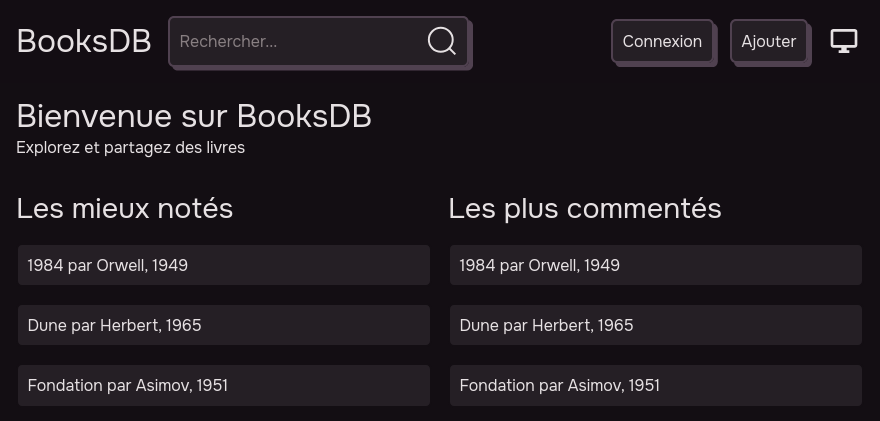 BooksDB
Rechercher...
Connexion
Ajouter
Bienvenue sur BooksDB
Explorez et partagez des livres
Les mieux notés
1984 par Orwell, 1949
Dune par Herbert, 1965
Fondation par Asimov, 1951
Les plus commentés
1984 par Orwell, 1949
Dune par Herbert, 1965
Fondation par Asimov, 1951